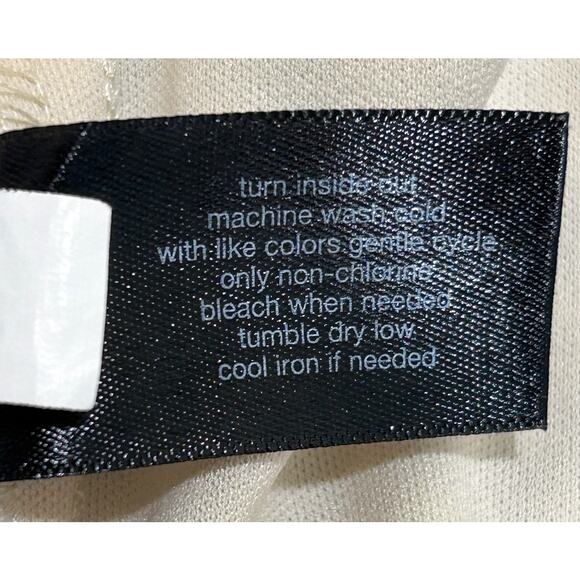 turn inside out
machine wash cold
with like colors gentle cycle
only non-chlorine
bleach when needed
tumble dry low
cool iron if needed